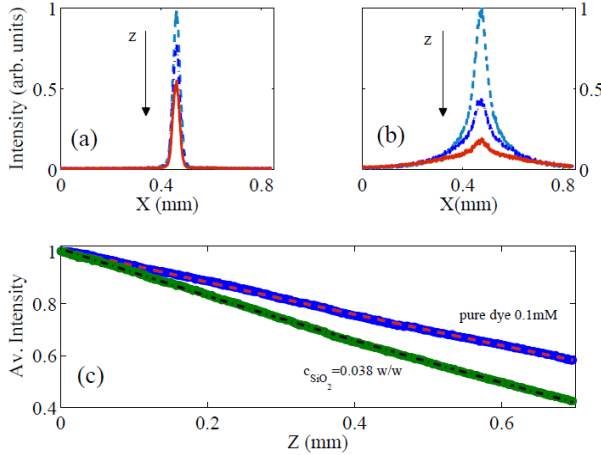 Intensity (arb. units)
1
0.5
0
z
(a)
0
0.4
0.8
X (mm)
1
0.5
0
z
(b)
0
0.4
0.8
X(mm)
Av. Intensity
1
0.8
0.6
0.4
pure dye 0.1mM
c_SiO₂=0.038 w/w
(c)
0
0.2
0.4
0.6
Z (mm)